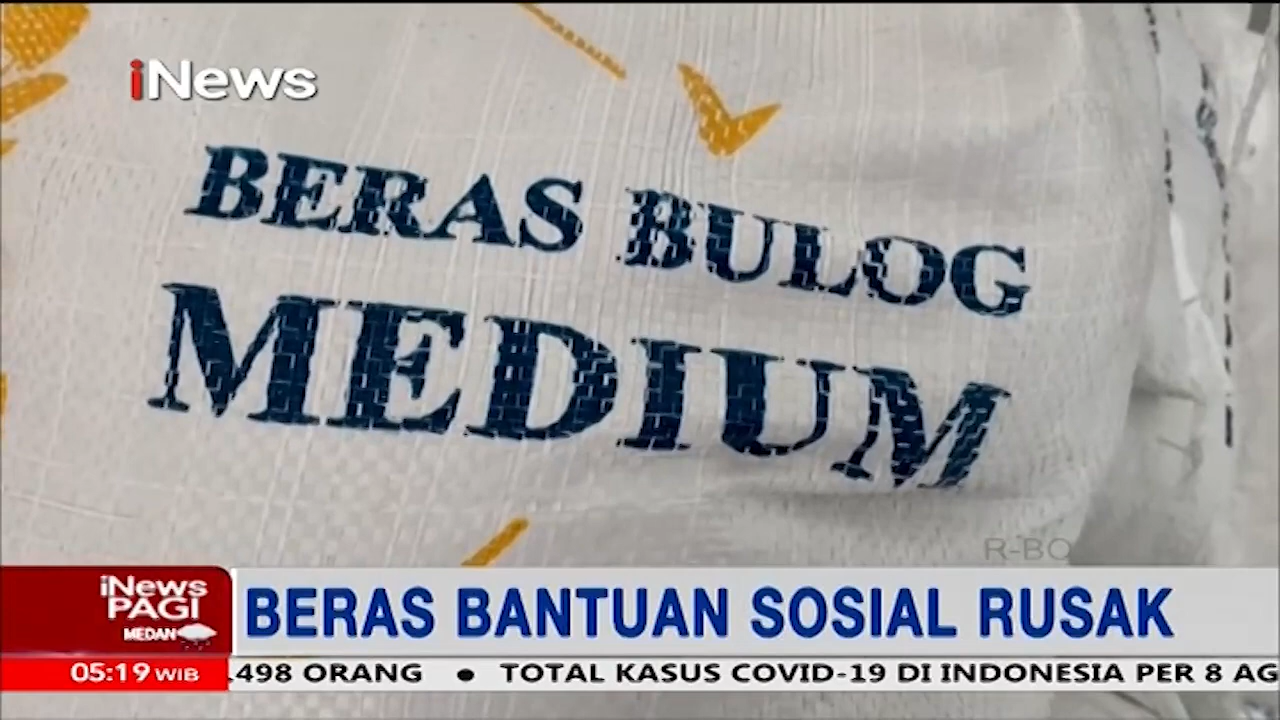 iNews
BERAS BULOG
MEDIUM
R-BO
iNews
PAGI
MEDAN
BERAS BANTUAN SOSIAL RUSAK
05:19 WIB
.498 ORANG • TOTAL KASUS COVID-19 DI INDONESIA PER 8 AG